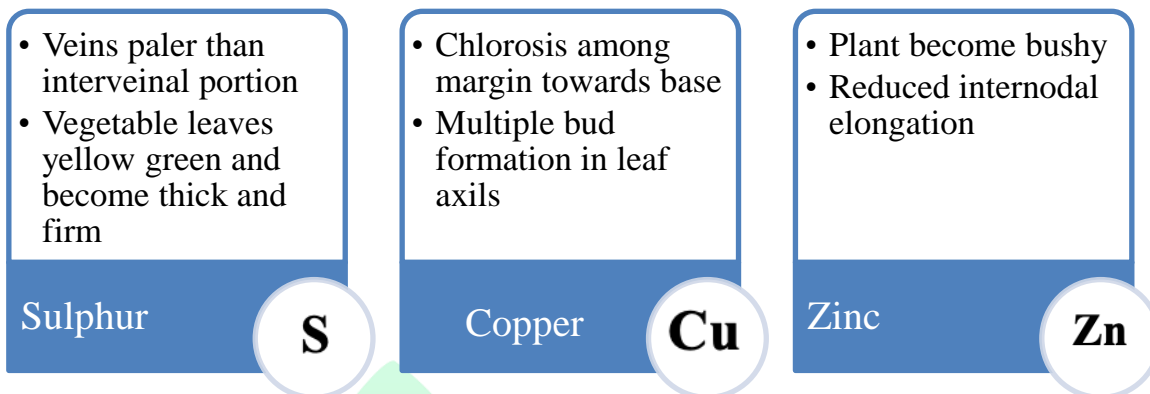 • Veins paler than
interveinal portion
• Vegetable leaves
yellow green and
become thick and
firm
Sulphur
S
• Chlorosis among
margin towards base
• Multiple bud
formation in leaf
axils
Copper
Cu
• Plant become bushy
• Reduced internodal
elongation
Zinc
Zn